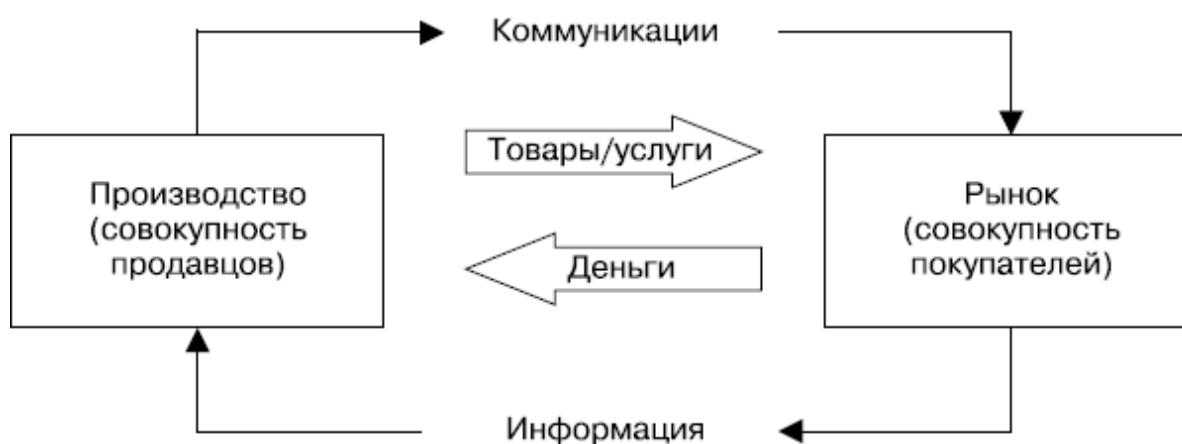 Коммуникации
Товары/услуги
Производство
(совокупность
продавцов)
Рынок
(совокупность
покупателей)
Деньги
Информация